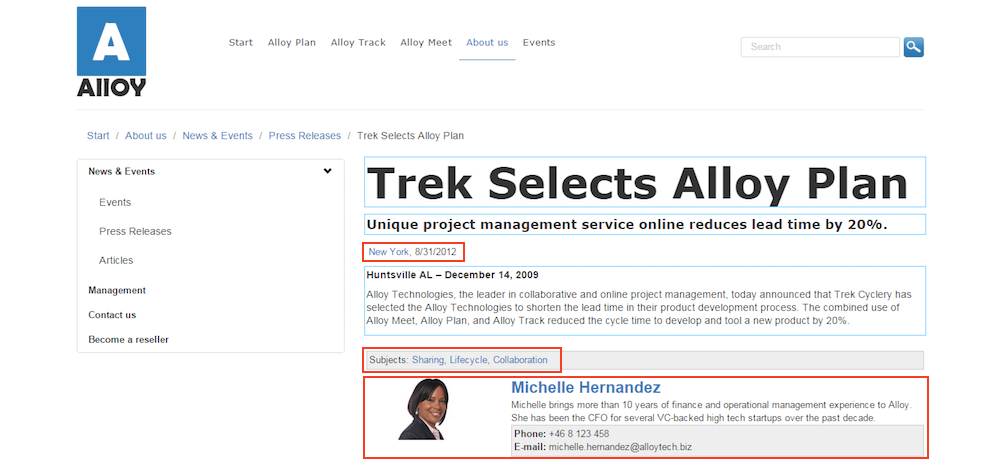 A
Alloy
Start Alloy Plan Alloy Track Alloy Meet About us Events
Search
Start / About us / News & Events / Press Releases / Trek Selects Alloy Plan
News & Events
Events
Press Releases
Articles
Management
Contact us
Become a reseller
Trek Selects Alloy Plan
Unique project management service online reduces lead time by 20%.
New York, 8/31/2012
Huntsville AL – December 14, 2009
Alloy Technologies, the leader in collaborative and online project management, today announced that Trek Cyclery has
selected the Alloy Technologies to shorten the lead time in their product development process. The combined use of
Alloy Meet, Alloy Plan, and Alloy Track reduced the cycle time to develop and tool a new product by 20%.
Subjects: Sharing, Lifecycle, Collaboration
Michelle Hernandez
Michelle brings more than 10 years of finance and operational management experience to Alloy.
She has been the CFO for several VC-backed high tech startups over the past decade.
Phone: +46 8 123 458
E-mail: michelle.hernandez@alloytech.biz